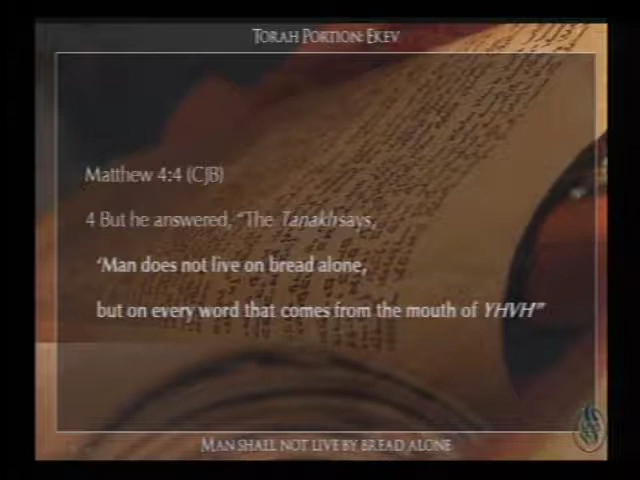 TORAH PORTION: EKEV
Matthew 4:4 (CJB)
4 But he answered, "The Tanakh says,
'Man does not live on bread alone,
but on every word that comes from the mouth of YHVH"
MAN SHALL NOT LIVE BY BREAD ALONE